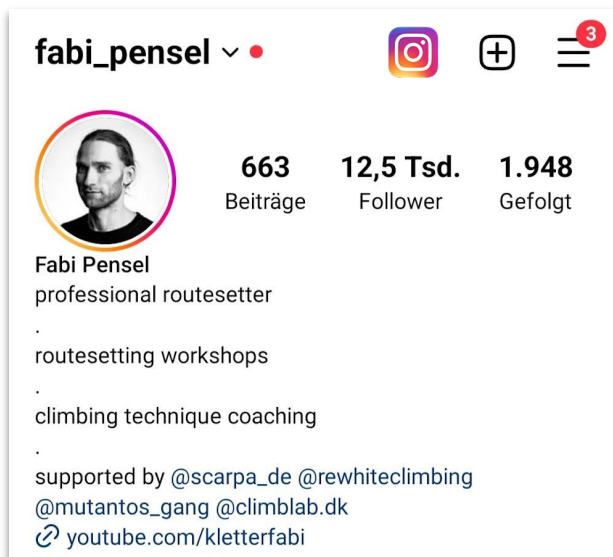 fabi_pensel
3
663 12,5 Tsd. 1.948
Beiträge Follower Gefolgt
Fabi Pensel
professional routesetter
.
routesetting workshops
.
climbing technique coaching
.
supported by @scarpa_de @rewhiteclimbing
@mutantos_gang @climblab.dk
youtube.com/kletterfabi